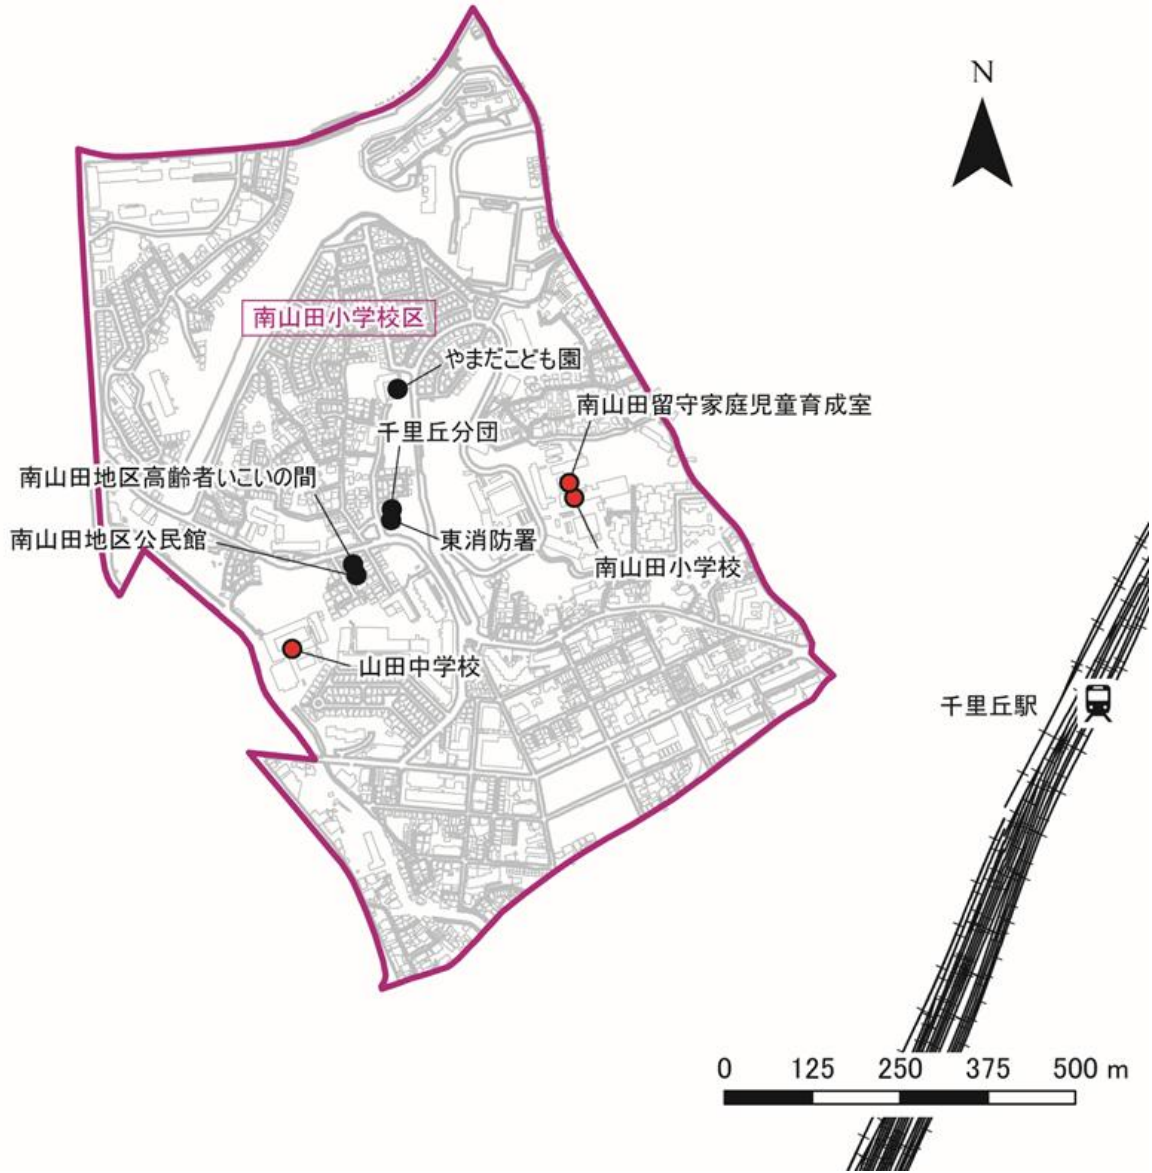 N
南山田小学校区
やまだこども園
南山田留守家庭児童育成室
千里丘分団
南山田地区高齢者いこいの間
南山田地区公民館
東消防署
南山田小学校
山田中学校
千里丘駅
0 125 250 375 500 m